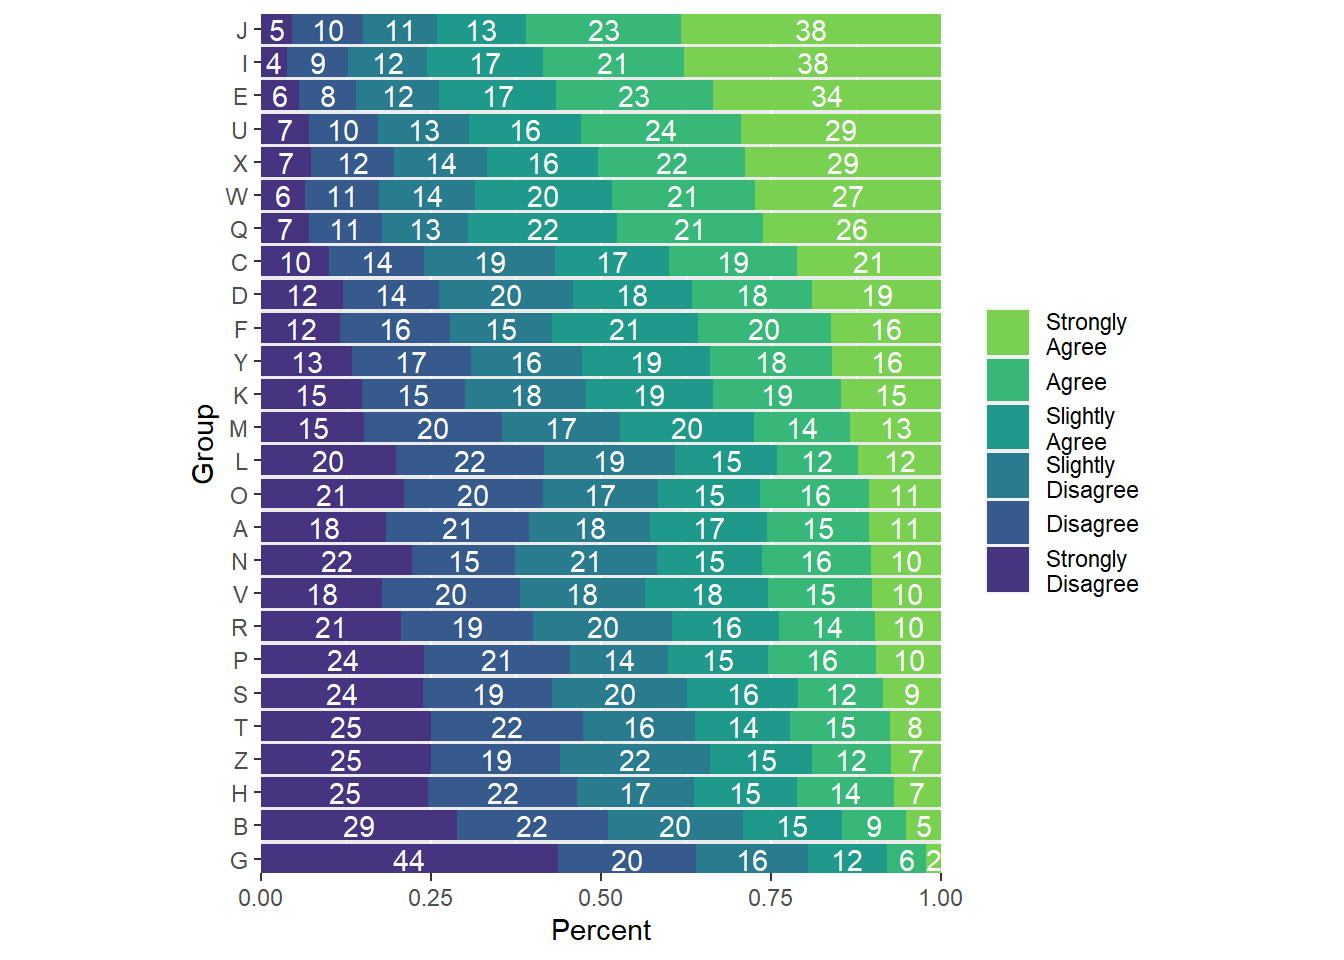 J 5 10 11 13 23 38
I 4 9 12 17 21 38
E 6 8 12 17 23 34
U 7 10 13 16 24 29
X 7 12 14 16 22 29
W 6 11 14 20 21 27
Q 7 11 13 22 21 26
C 10 14 19 17 19 21
D 12 14 20 18 18 19
F 12 16 15 21 20 16
Y 13 17 16 19 18 16
K 15 15 18 19 19 15
M 15 20 17 20 14 13
L 20 22 19 15 12 12
O 21 20 17 15 16 11
A 18 21 18 17 15 11
N 22 15 21 15 16 10
V 18 20 18 18 15 10
R 21 19 20 16 14 10
P 24 21 14 15 16 10
S 24 19 20 16 12 9
T 25 22 16 14 15 8
Z 25 19 22 15 12 7
H 25 22 17 15 14 7
B 29 22 20 15 9 5
G 44 20 16 12 6 2
0.00 0.25 0.50 0.75 1.00
Percent
Group
Strongly
Agree
Agree
Slightly
Agree
Slightly
Disagree
Disagree
Strongly
Disagree